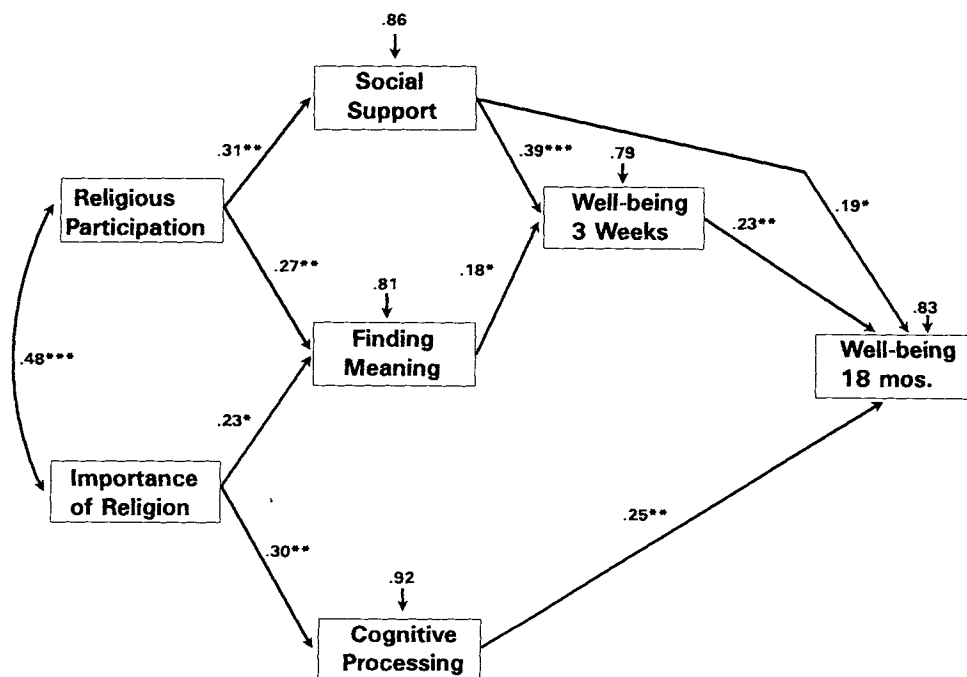 .86
Social
Support
.31**
.39***
.79
Religious
Participation
Well-being
3 Weeks
.19*
.23**
.27**
.81
.18*
.83
Finding
Meaning
Well-being
18 mos.
.48***
.23*
Importance
of Religion
.25**
.30**
.92
Cognitive
Processing